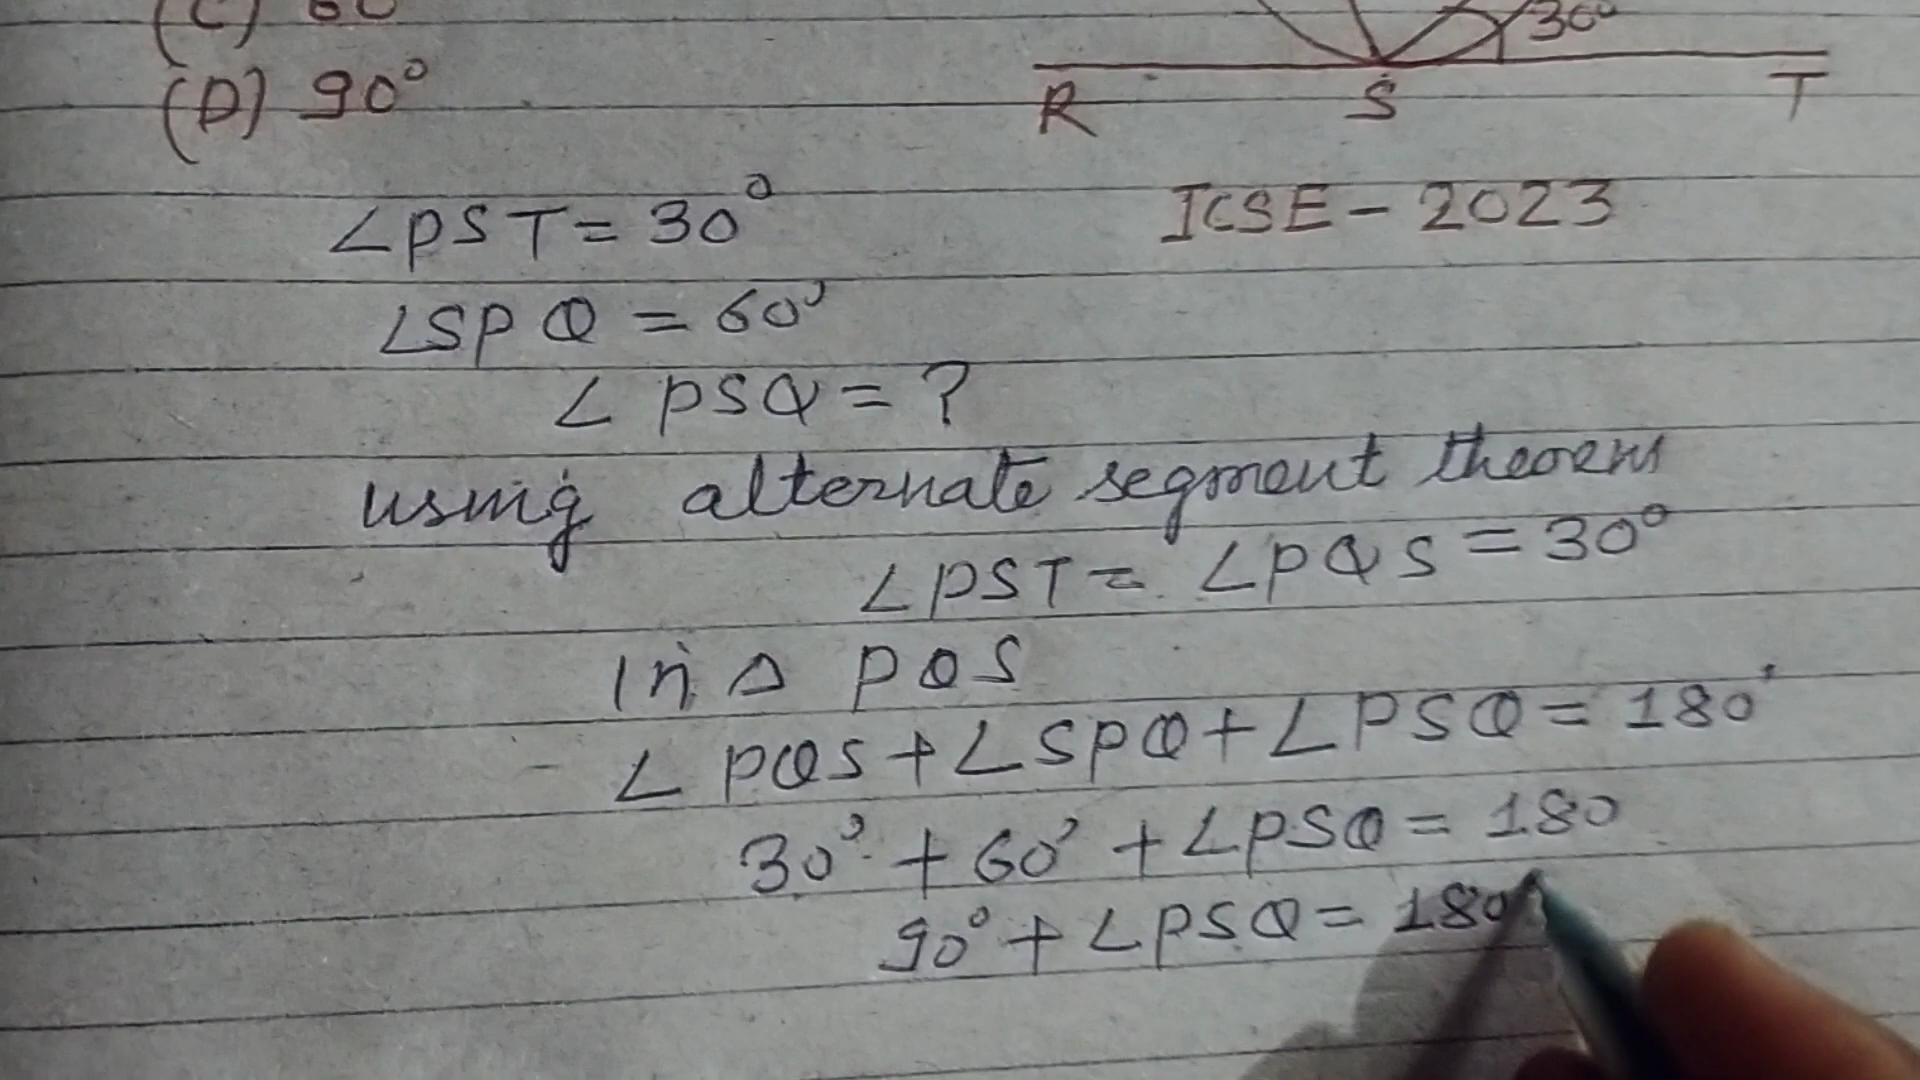 (C) 60
30°
(D) 90°
R S T
∠PST = 30°
ICSE - 2023
∠SPQ = 60°
∠PSQ = ?
using alternate segment theorem
∠PST = ∠PQS = 30°
In △ PQS
∠PQS + ∠SPQ + ∠PSQ = 180°
30° + 60° + ∠PSQ = 180
90° + ∠PSQ = 180°